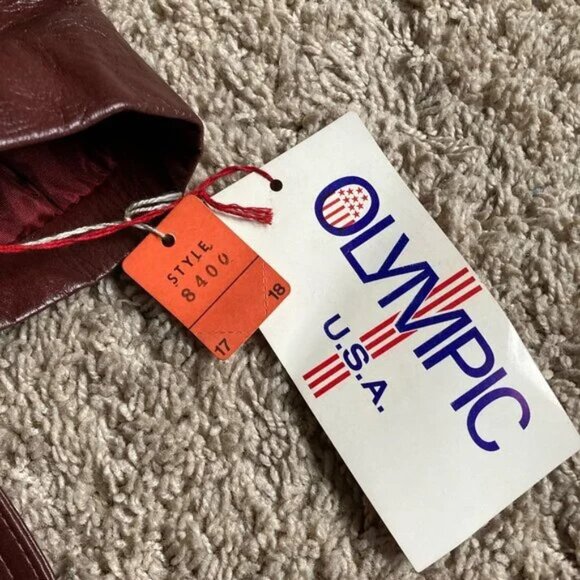 STYLE
8400
17
18
OLYMPIC
U.S.A.